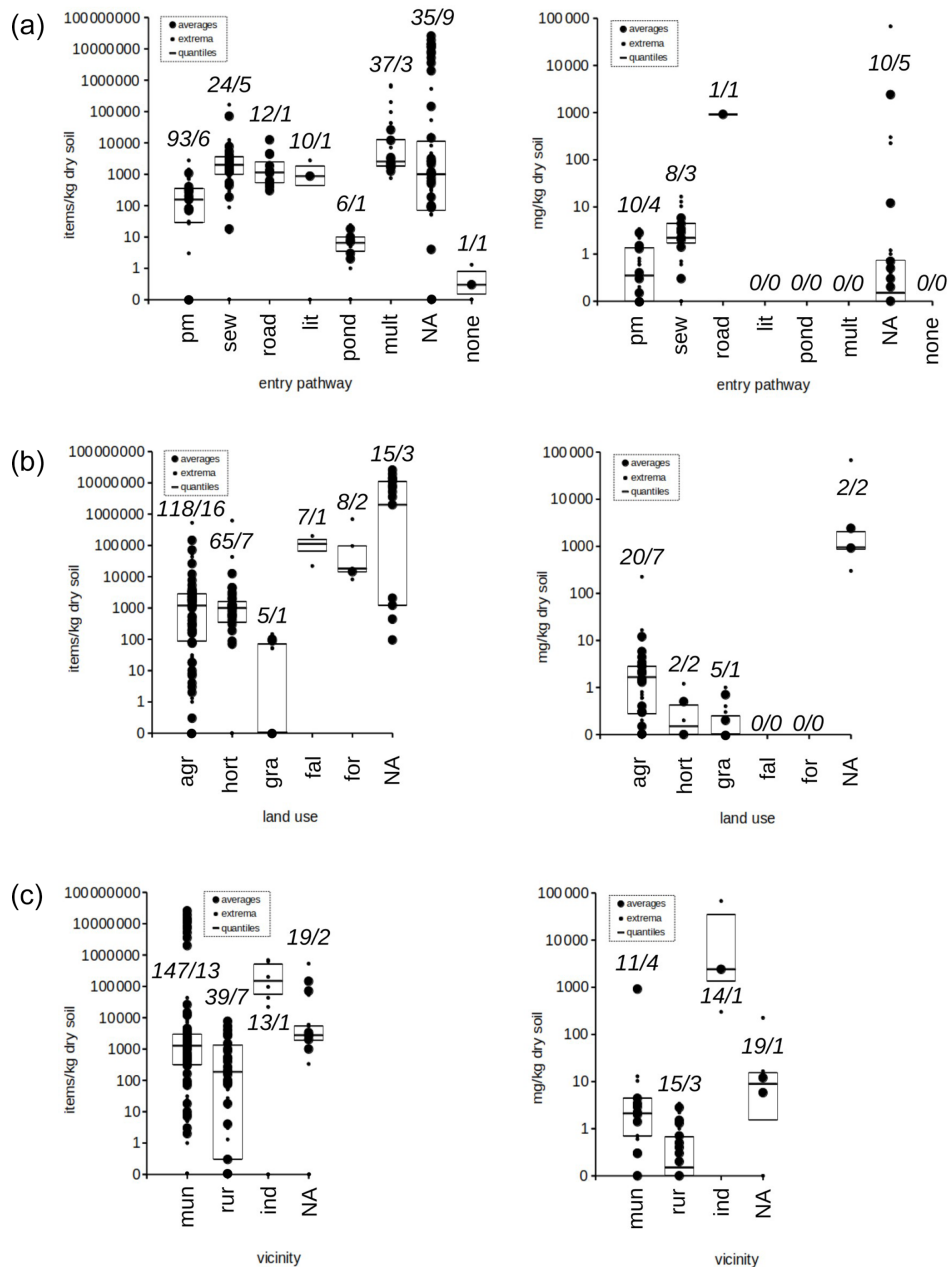 (a)
100000000
10000000
1000000
100000
10000
1000
100
10
1
0
items/kg dry soil
averages
extrema
quantiles
93/6
24/5
12/1
10/1
6/1
37/3
35/9
1/1
pm
sew
road
lit
pond
mult
NA
none
entry pathway
100 000
10 000
1000
100
10
1
0
mg/kg dry soil
averages
extrema
quantiles
10/4
8/3
1/1
0/0
0/0
0/0
10/5
0/0
pm
sew
road
lit
pond
mult
NA
none
entry pathway
(b)
100000000
10000000
1000000
100000
10000
1000
100
10
1
0
items/kg dry soil
averages
extrema
quantiles
118/16
65/7
5/1
7/1
8/2
15/3
agr
hort
gra
fal
for
NA
land use
100 000
10 000
1000
100
10
1
0
mg/kg dry soil
averages
extrema
quantiles
20/7
2/2
5/1
0/0
0/0
2/2
agr
hort
gra
fal
for
NA
land use
(c)
100000000
10000000
1000000
100000
10000
1000
100
10
1
0
items/kg dry soil
averages
extrema
quantiles
147/13
39/7
13/1
19/2
mun
rur
ind
NA
vicinity
100 000
10 000
1000
100
10
1
0
mg/kg dry soil
averages
extrema
quantiles
11/4
15/3
14/1
19/1
mun
rur
ind
NA
vicinity